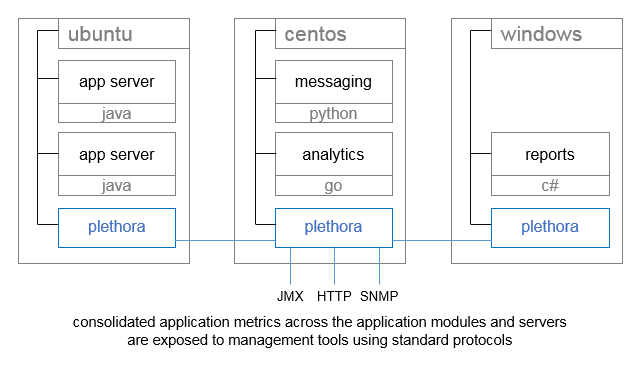 ubuntu
centos
windows
app server
java
messaging
python
app server
java
analytics
go
reports
c#
plethora
plethora
plethora
JMX
HTTP
SNMP
consolidated application metrics across the application modules and servers
are exposed to management tools using standard protocols